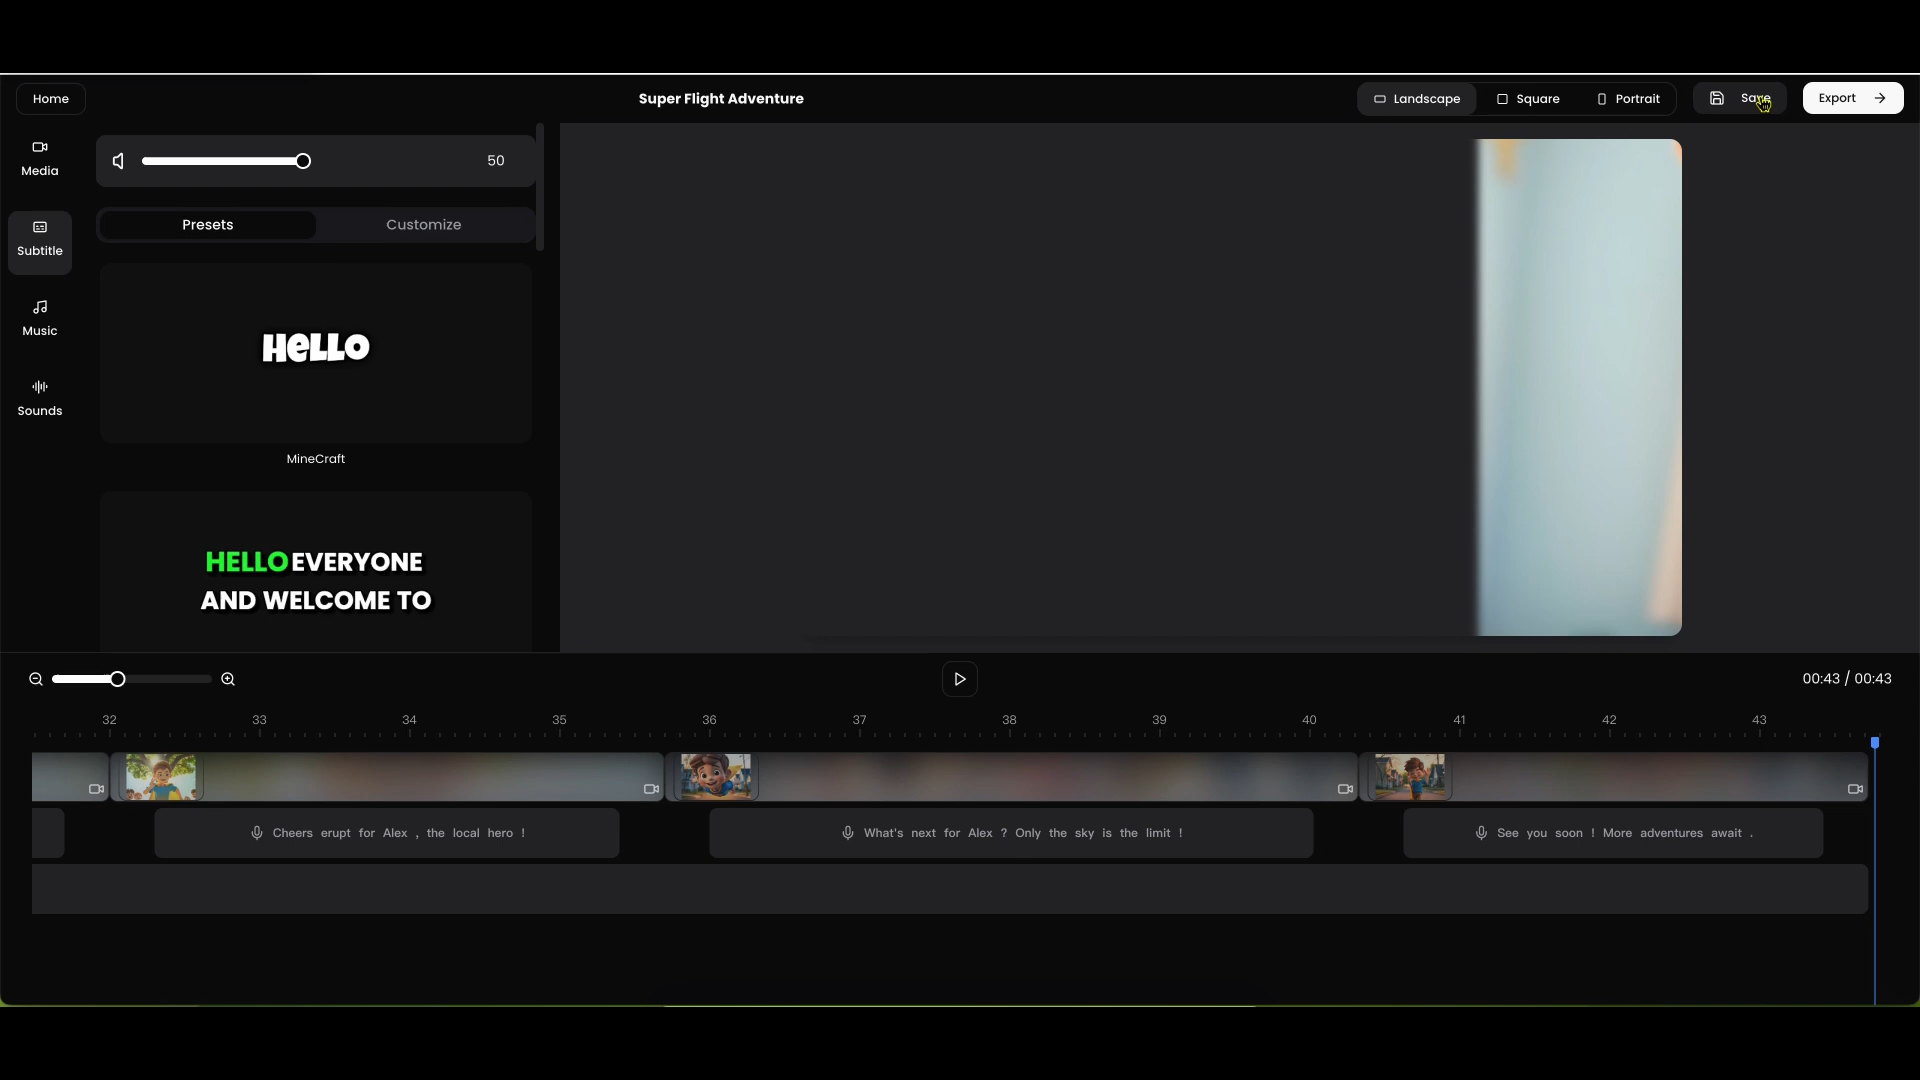 Home
Super Flight Adventure
Landscape
Square
Portrait
Save
Export
Media
50
Presets
Customize
Subtitle
HELLO
Music
Sounds
MineCraft
HELLO EVERYONE
AND WELCOME TO
00:43 / 00:43
32 33 34 35 36 37 38 39 40 41 42 43
Cheers erupt for Alex , the local hero !
What's next for Alex ? Only the sky is the limit !
See you soon ! More adventures await .